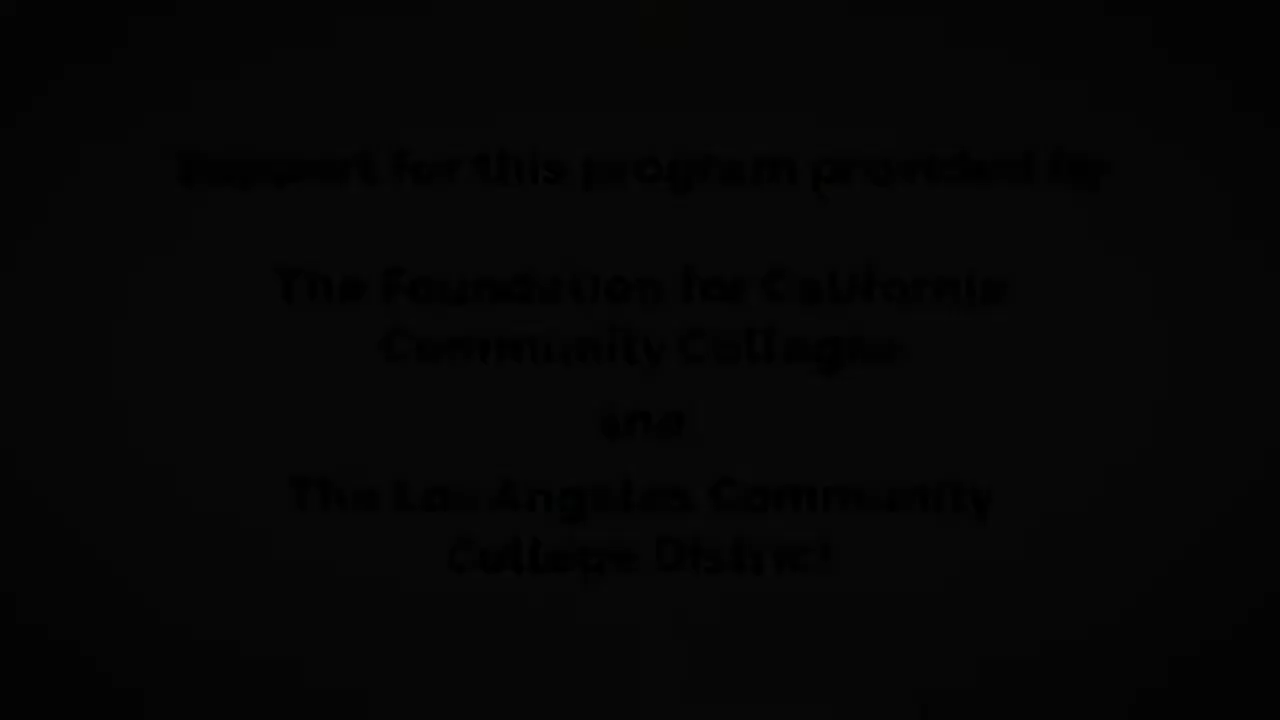 Support for this program provided by
The Foundation for California
Community Colleges
and
The Los Angeles Community
College District